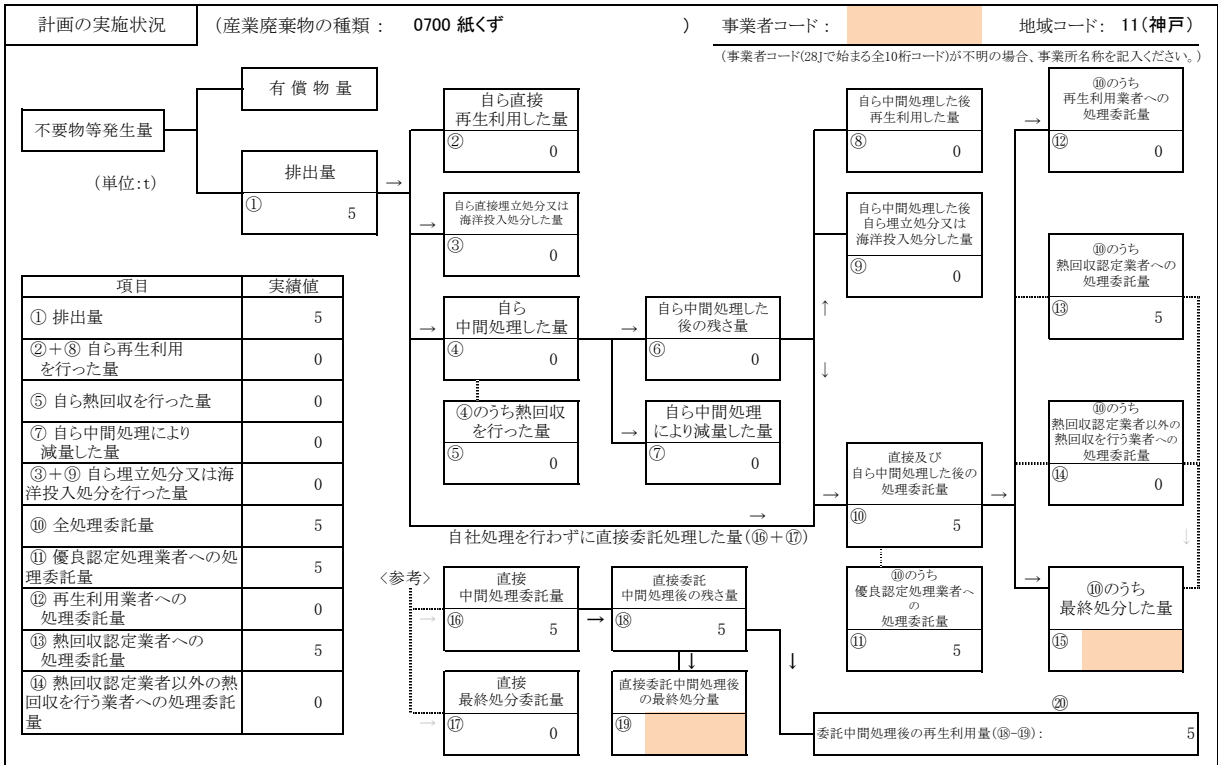 計画の実施状況 (産業廃棄物の種類： 0700 紙くず ) 事業者コード： 地域コード： 11(神戸)
(事業者コード(28Jで始まる全10桁コード)が不明の場合、事業所名称を記入ください。)
不要物等発生量
(単位:t)
有償物量
排出量
① 5
→
自ら直接
再生利用した量
② 0
→
自ら直接埋立処分又は
海洋投入処分した量
③ 0
→
自ら
中間処理した量
④ 0
④のうち熱回収
を行った量
⑤ 0
→
自ら中間処理した
後の残さ量
⑥ 0
→
自ら中間処理
により減量した量
⑦ 0
自ら中間処理した後
再生利用した量
⑧ 0
自ら中間処理した後
自ら埋立処分又は
海洋投入処分した量
⑨ 0
↑
↓
→
直接及び
自ら中間処理した後の
処理委託量
⑩ 5
→
⑩のうち
優良認定処理業者へ
の
処理委託量
⑪ 5
→
⑩のうち
再生利用業者への
処理委託量
⑫ 0
⑩のうち
熱回収認定業者への
処理委託量
⑬ 5
⑩のうち
熱回収認定業者以外の
熱回収を行う業者への
処理委託量
⑭ 0
↓
→
⑩のうち
最終処分した量
⑮
項目 実績値
① 排出量 5
②＋⑧ 自ら再生利用
を行った量 0
⑤ 自ら熱回収を行った量 0
⑦ 自ら中間処理により
減量した量 0
③＋⑨ 自ら埋立処分又は海
洋投入処分を行った量 0
⑩ 全処理委託量 5
⑪ 優良認定処理業者への処
理委託量 5
⑫ 再生利用業者への
処理委託量 0
⑬ 熱回収認定業者への
処理委託量 5
⑭ 熱回収認定業者以外の熱
回収を行う業者への処理委託
量 0
→
自社処理を行わずに直接委託処理した量(⑯＋⑰)
〈参考〉
→
直接
中間処理委託量
⑯ 5
→
直接
最終処分委託量
⑰ 0
→
直接委託
中間処理後の残さ量
⑱ 5
↓
直接委託中間処理後
の最終処分量
⑲
↓
⑳
委託中間処理後の再生利用量(⑱-⑲)： 5